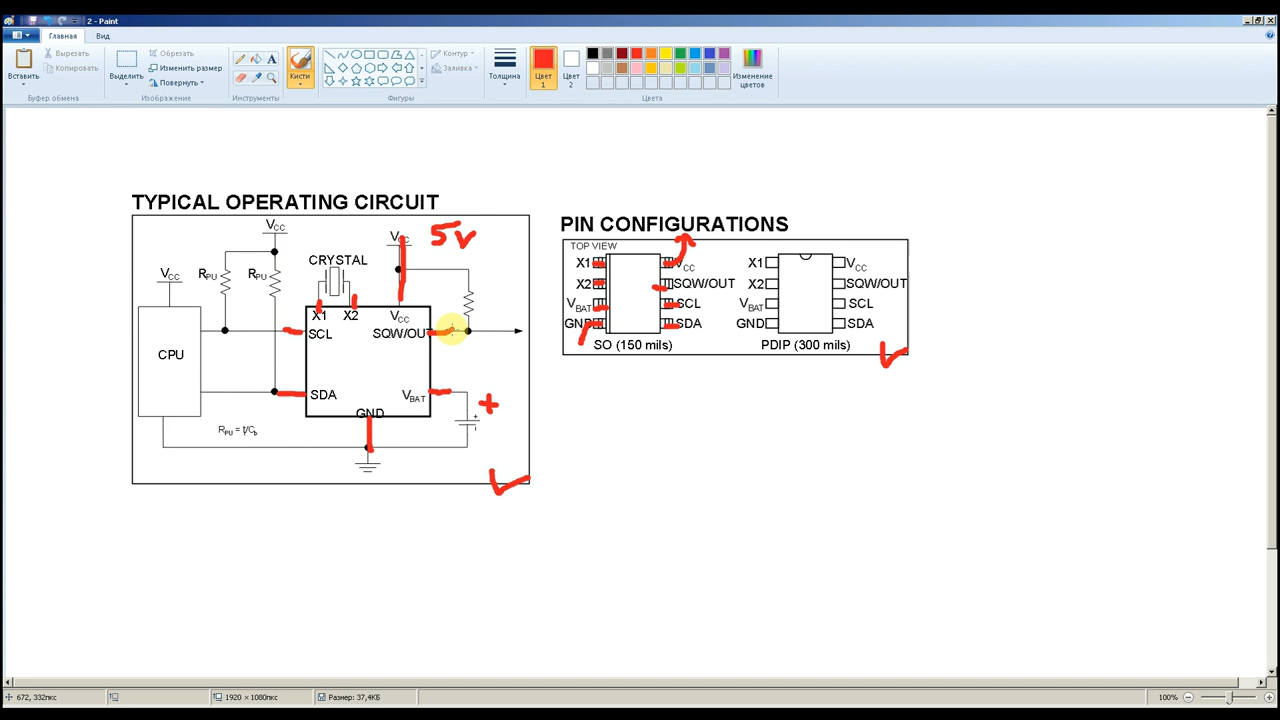 2 - Paint
Главная Вид
Вставить
Вырезать
Копировать
Буфер обмена
Выделить
Обрезать
Изменить размер
Повернуть
Изображение
A
Инструменты
Кисти
Фигуры
Контур
Заливка
Толщина
Цвет 1
Цвет 2
Изменение цветов
Цвета
TYPICAL OPERATING CIRCUIT
VCC
VCC
VCC
5v
RPU
RPU
CRYSTAL
X1
X2
VCC
CPU
SCL
SQW/OUT
SDA
VBAT
+
+
-
GND
RPU = t/Cb
PIN CONFIGURATIONS
TOP VIEW
X1 VCC X1 VCC
X2 SQW/OUT X2 SQW/OUT
VBAT SCL VBAT SCL
GND SDA GND SDA
SO (150 mils) PDIP (300 mils)
672, 332пкс
1920 × 1080пкс
Размер: 37,4КБ
100%